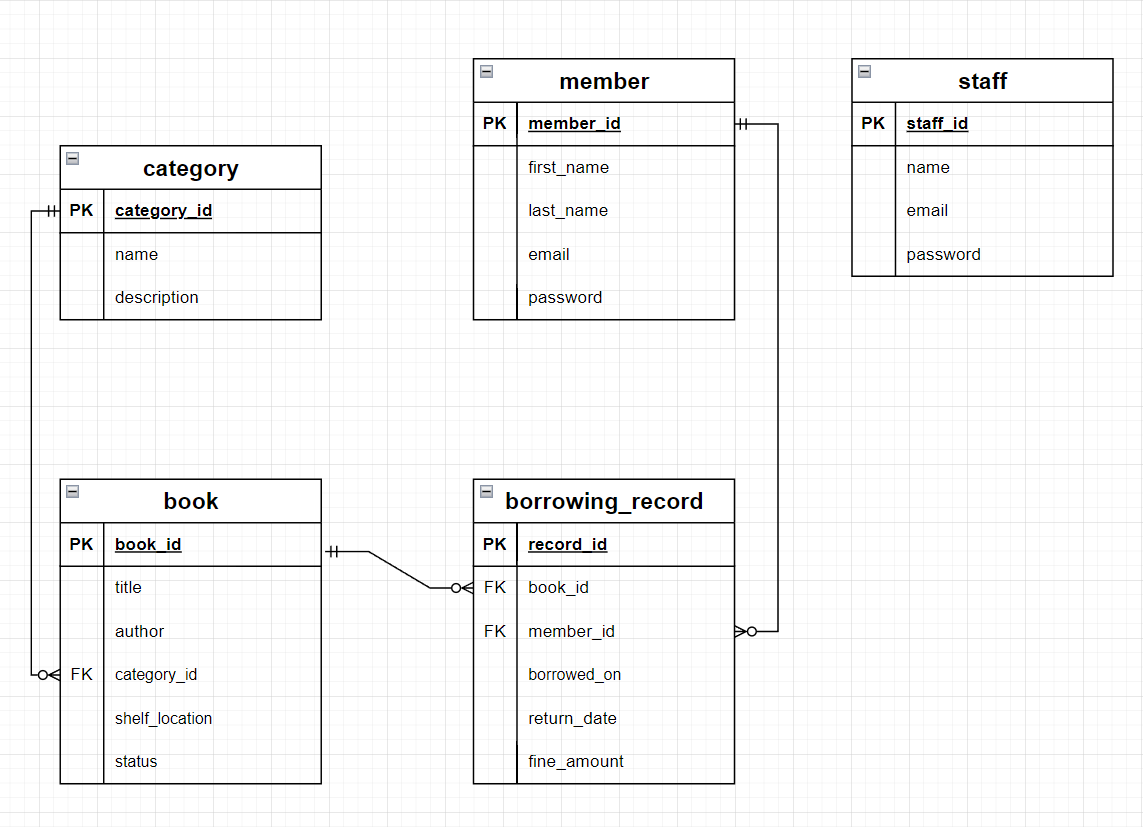 member
PK member_id
first_name
last_name
email
password
staff
PK staff_id
name
email
password
category
PK category_id
name
description
book
PK book_id
title
author
FK category_id
shelf_location
status
borrowing_record
PK record_id
FK book_id
FK member_id
borrowed_on
return_date
fine_amount